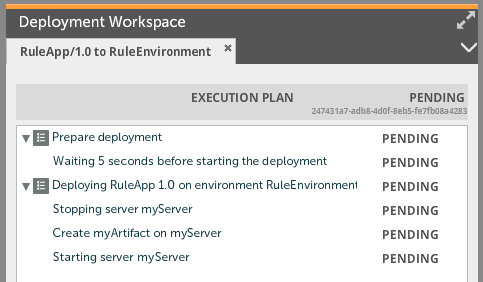 Deployment Workspace
RuleApp/1.0 to RuleEnvironment ×
EXECUTION PLAN PENDING
247431a7-adb8-4d0f-8eb5-fe7fb08a4283
Prepare deployment PENDING
Waiting 5 seconds before starting the deployment PENDING
Deploying RuleApp 1.0 on environment RuleEnvironment PENDING
Stopping server myServer PENDING
Create myArtifact on myServer PENDING
Starting server myServer PENDING